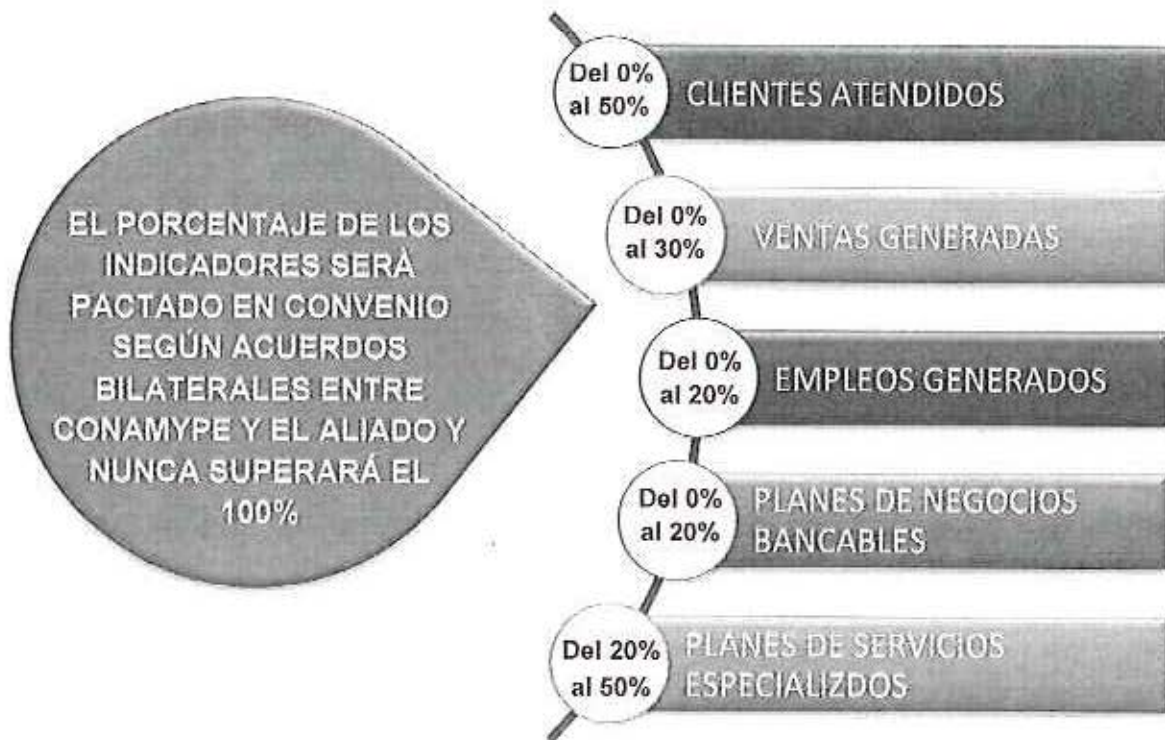 EL PORCENTAJE DE LOS
INDICADORES SERÀ
PACTADO EN CONVENIO
SEGÚN ACUERDOS
BILATERALES ENTRE
CONAMYPE Y EL ALIADO Y
NUNCA SUPERARÁ EL
100%
Del 0%
al 50%
CLIENTES ATENDIDOS
Del 0%
al 30%
VENTAS GENERADAS
Del 0%
al 20%
EMPLEOS GENERADOS
Del 0%
al 20%
PLANES DE NEGOCIOS
BANCABLES
Del 20%
al 50%
PLANES DE SERVICIOS
ESPECIALIZDOS